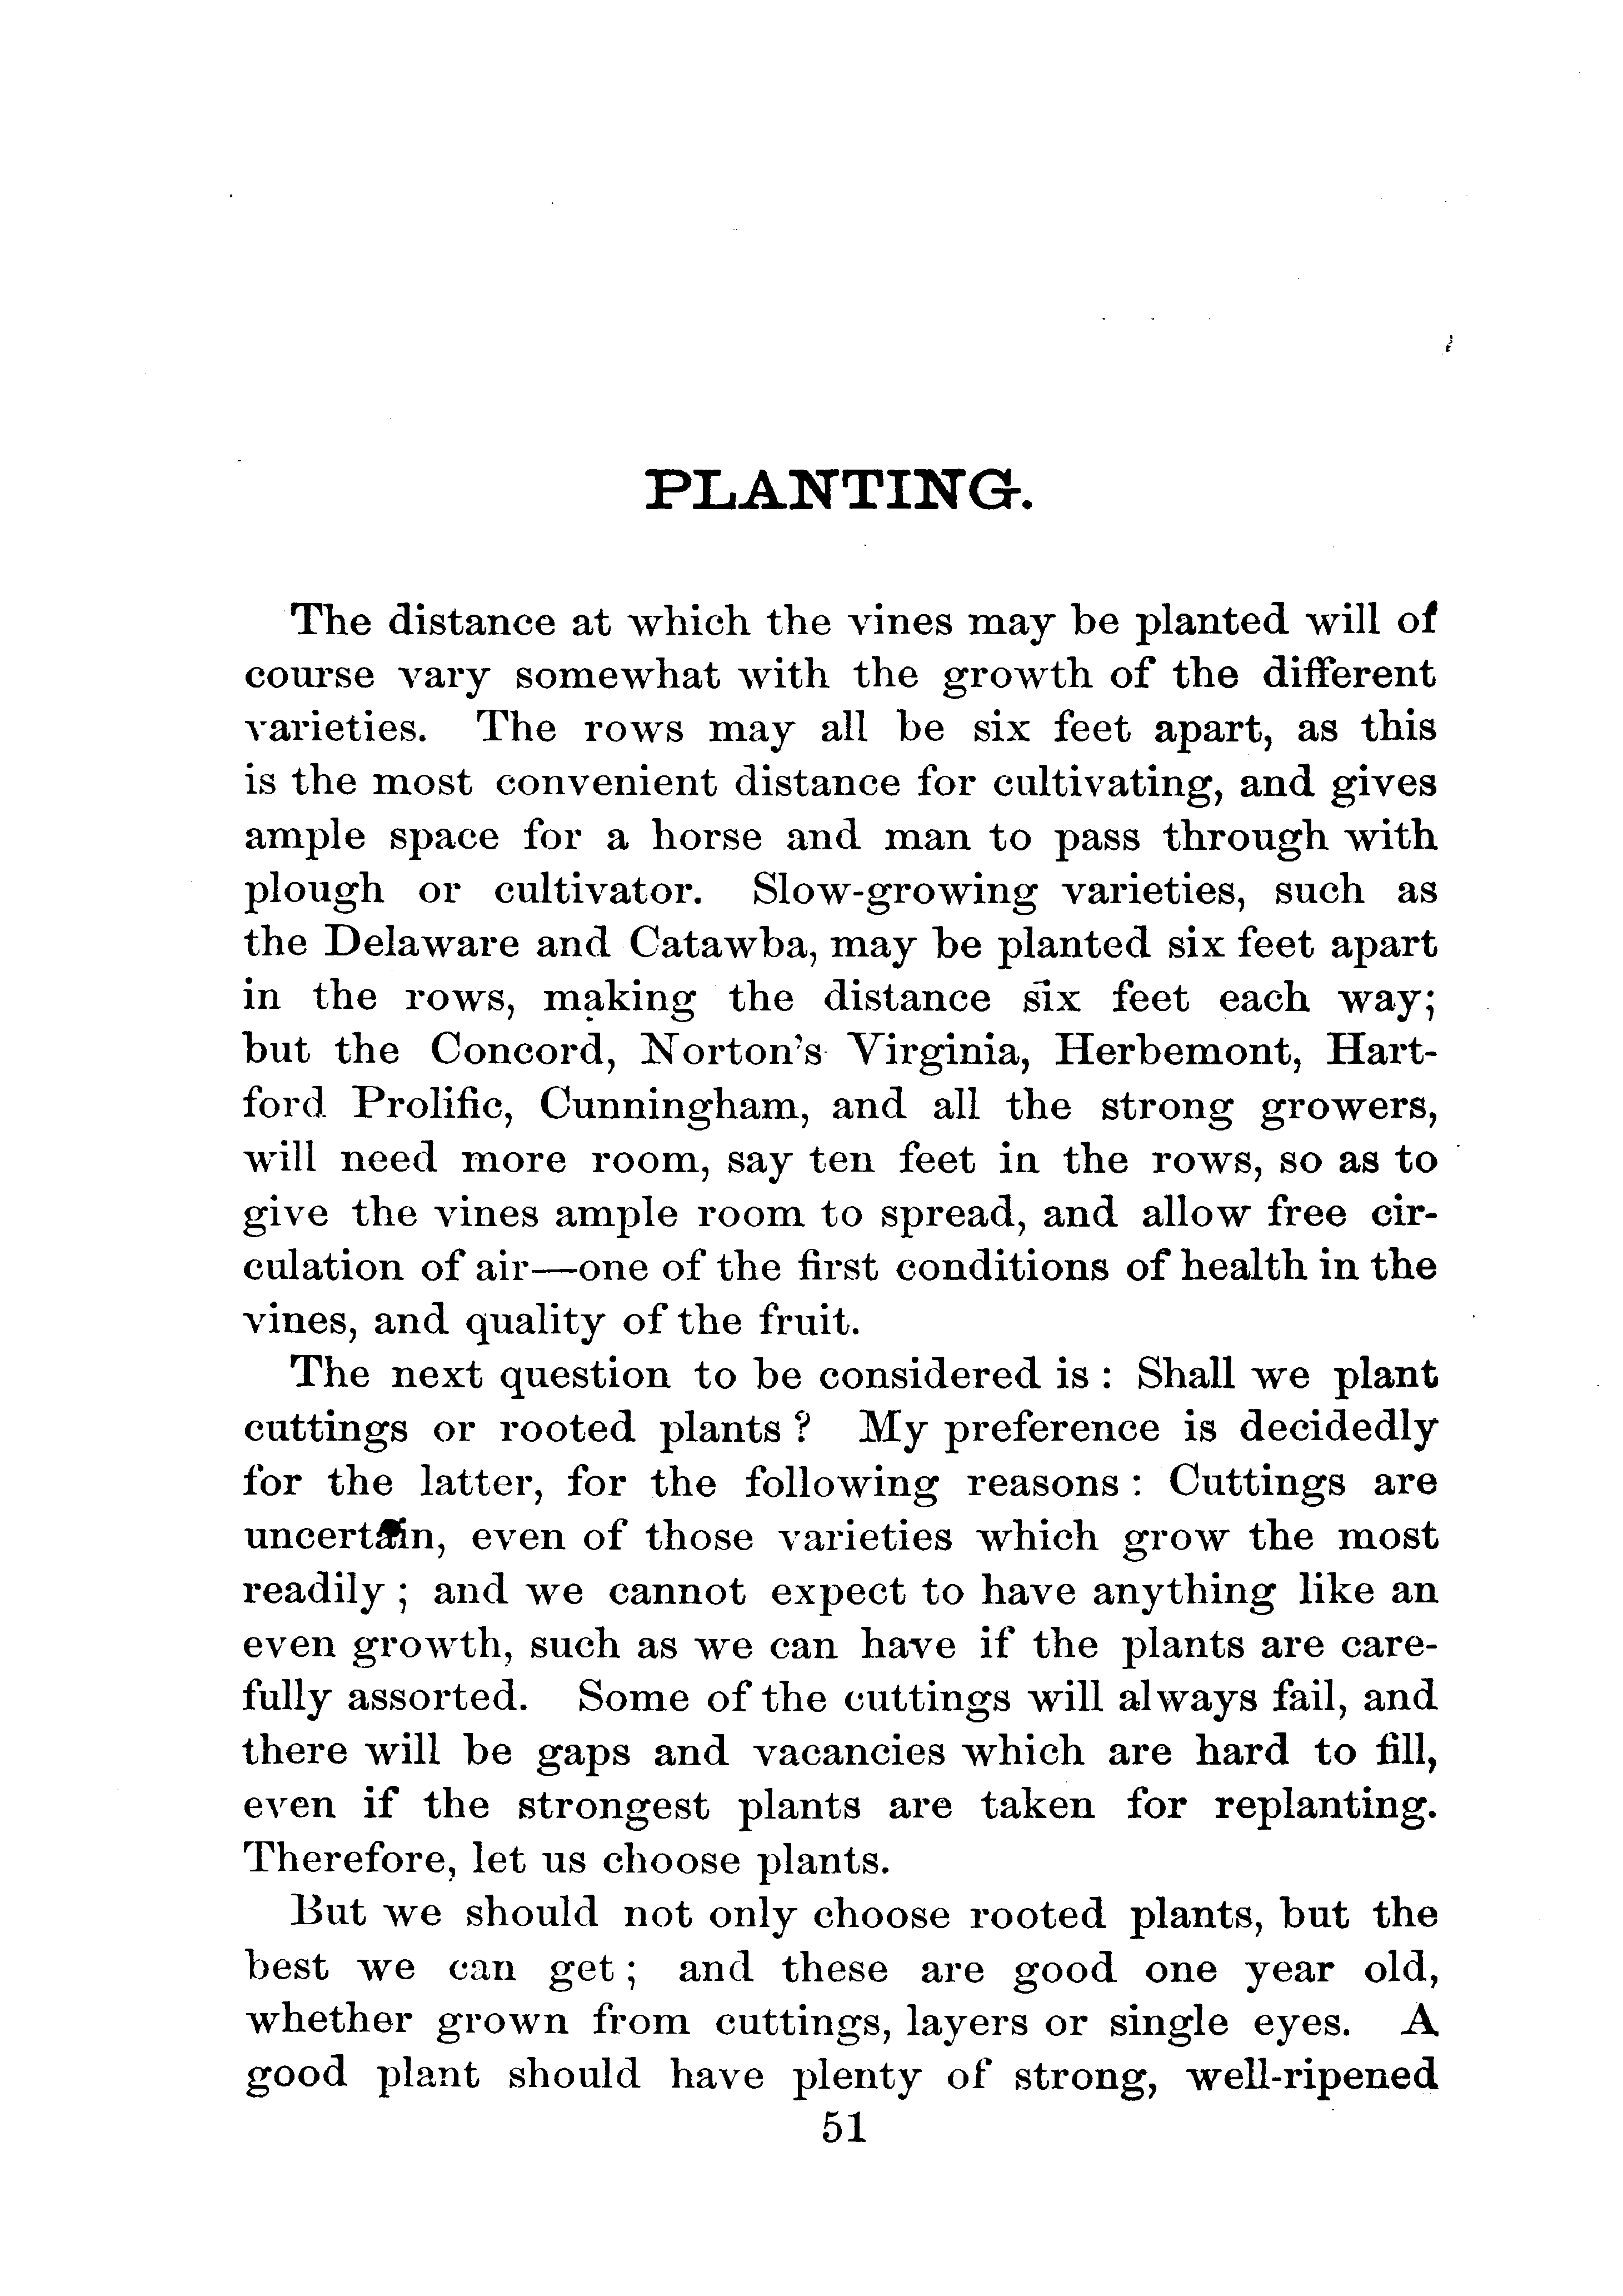 PLANTING.
The distance at which the vines may be planted will of
course vary somewhat with the growth of the different
varieties. The rows may all be six feet apart, as this
is the most convenient distance for cultivating, and gives
ample space for a horse and man to pass through with
plough or cultivator. Slow-growing varieties, such as
the Delaware and Catawba, may be planted six feet apart
in the rows, making the distance six feet each way;
but the Concord, Norton's Virginia, Herbemont, Hart-
ford Prolific, Cunningham, and all the strong growers,
will need more room, say ten feet in the rows, so as to
give the vines ample room to spread, and allow free cir-
culation of air—one of the first conditions of health in the
vines, and quality of the fruit.
The next question to be considered is : Shall we plant
cuttings or rooted plants ? My preference is decidedly
for the latter, for the following reasons : Cuttings are
uncertain, even of those varieties which grow the most
readily ; and we cannot expect to have anything like an
even growth, such as we can have if the plants are care-
fully assorted. Some of the cuttings will always fail, and
there will be gaps and vacancies which are hard to fill,
even if the strongest plants are taken for replanting.
Therefore, let us choose plants.
But we should not only choose rooted plants, but the
best we can get ; and these are good one year old,
whether grown from cuttings, layers or single eyes. A
good plant should have plenty of strong, well-ripened
51